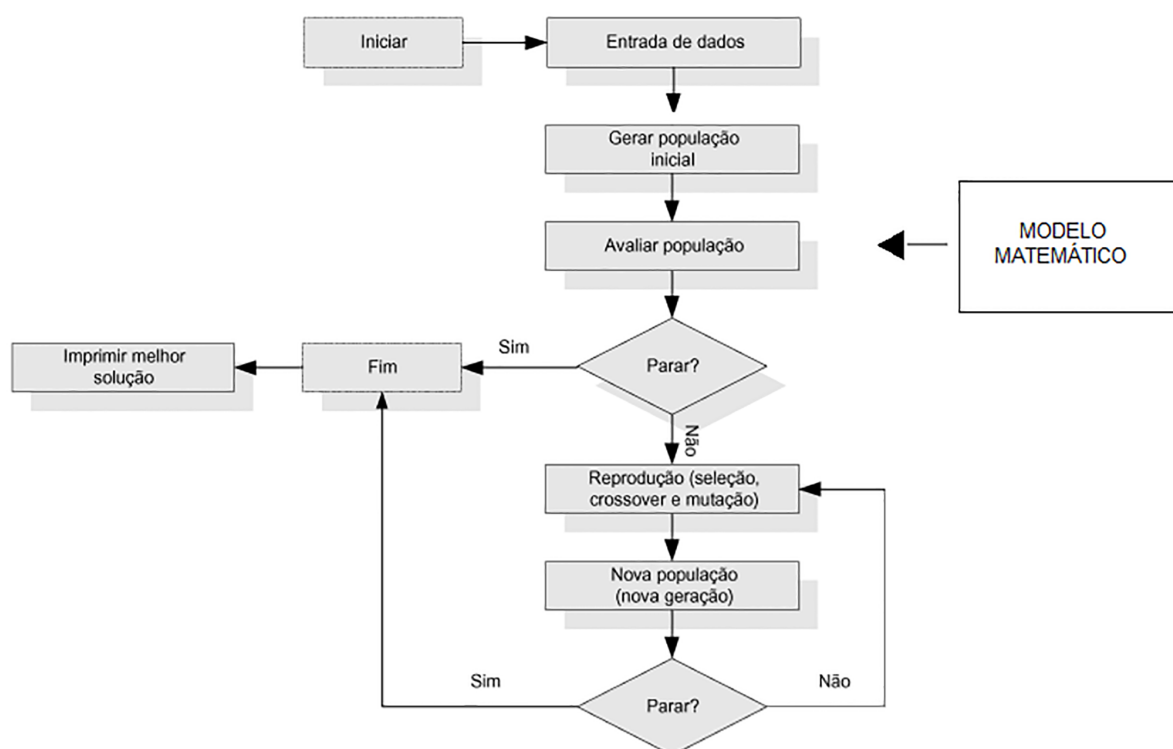 Iniciar
Entrada de dados
Gerar população
inicial
Avaliar população
MODELO
MATEMÁTICO
Parar?
Sim
Fim
Imprimir melhor
solução
Não
Reprodução (seleção,
crossover e mutação)
Nova população
(nova geração)
Parar?
Sim
Não